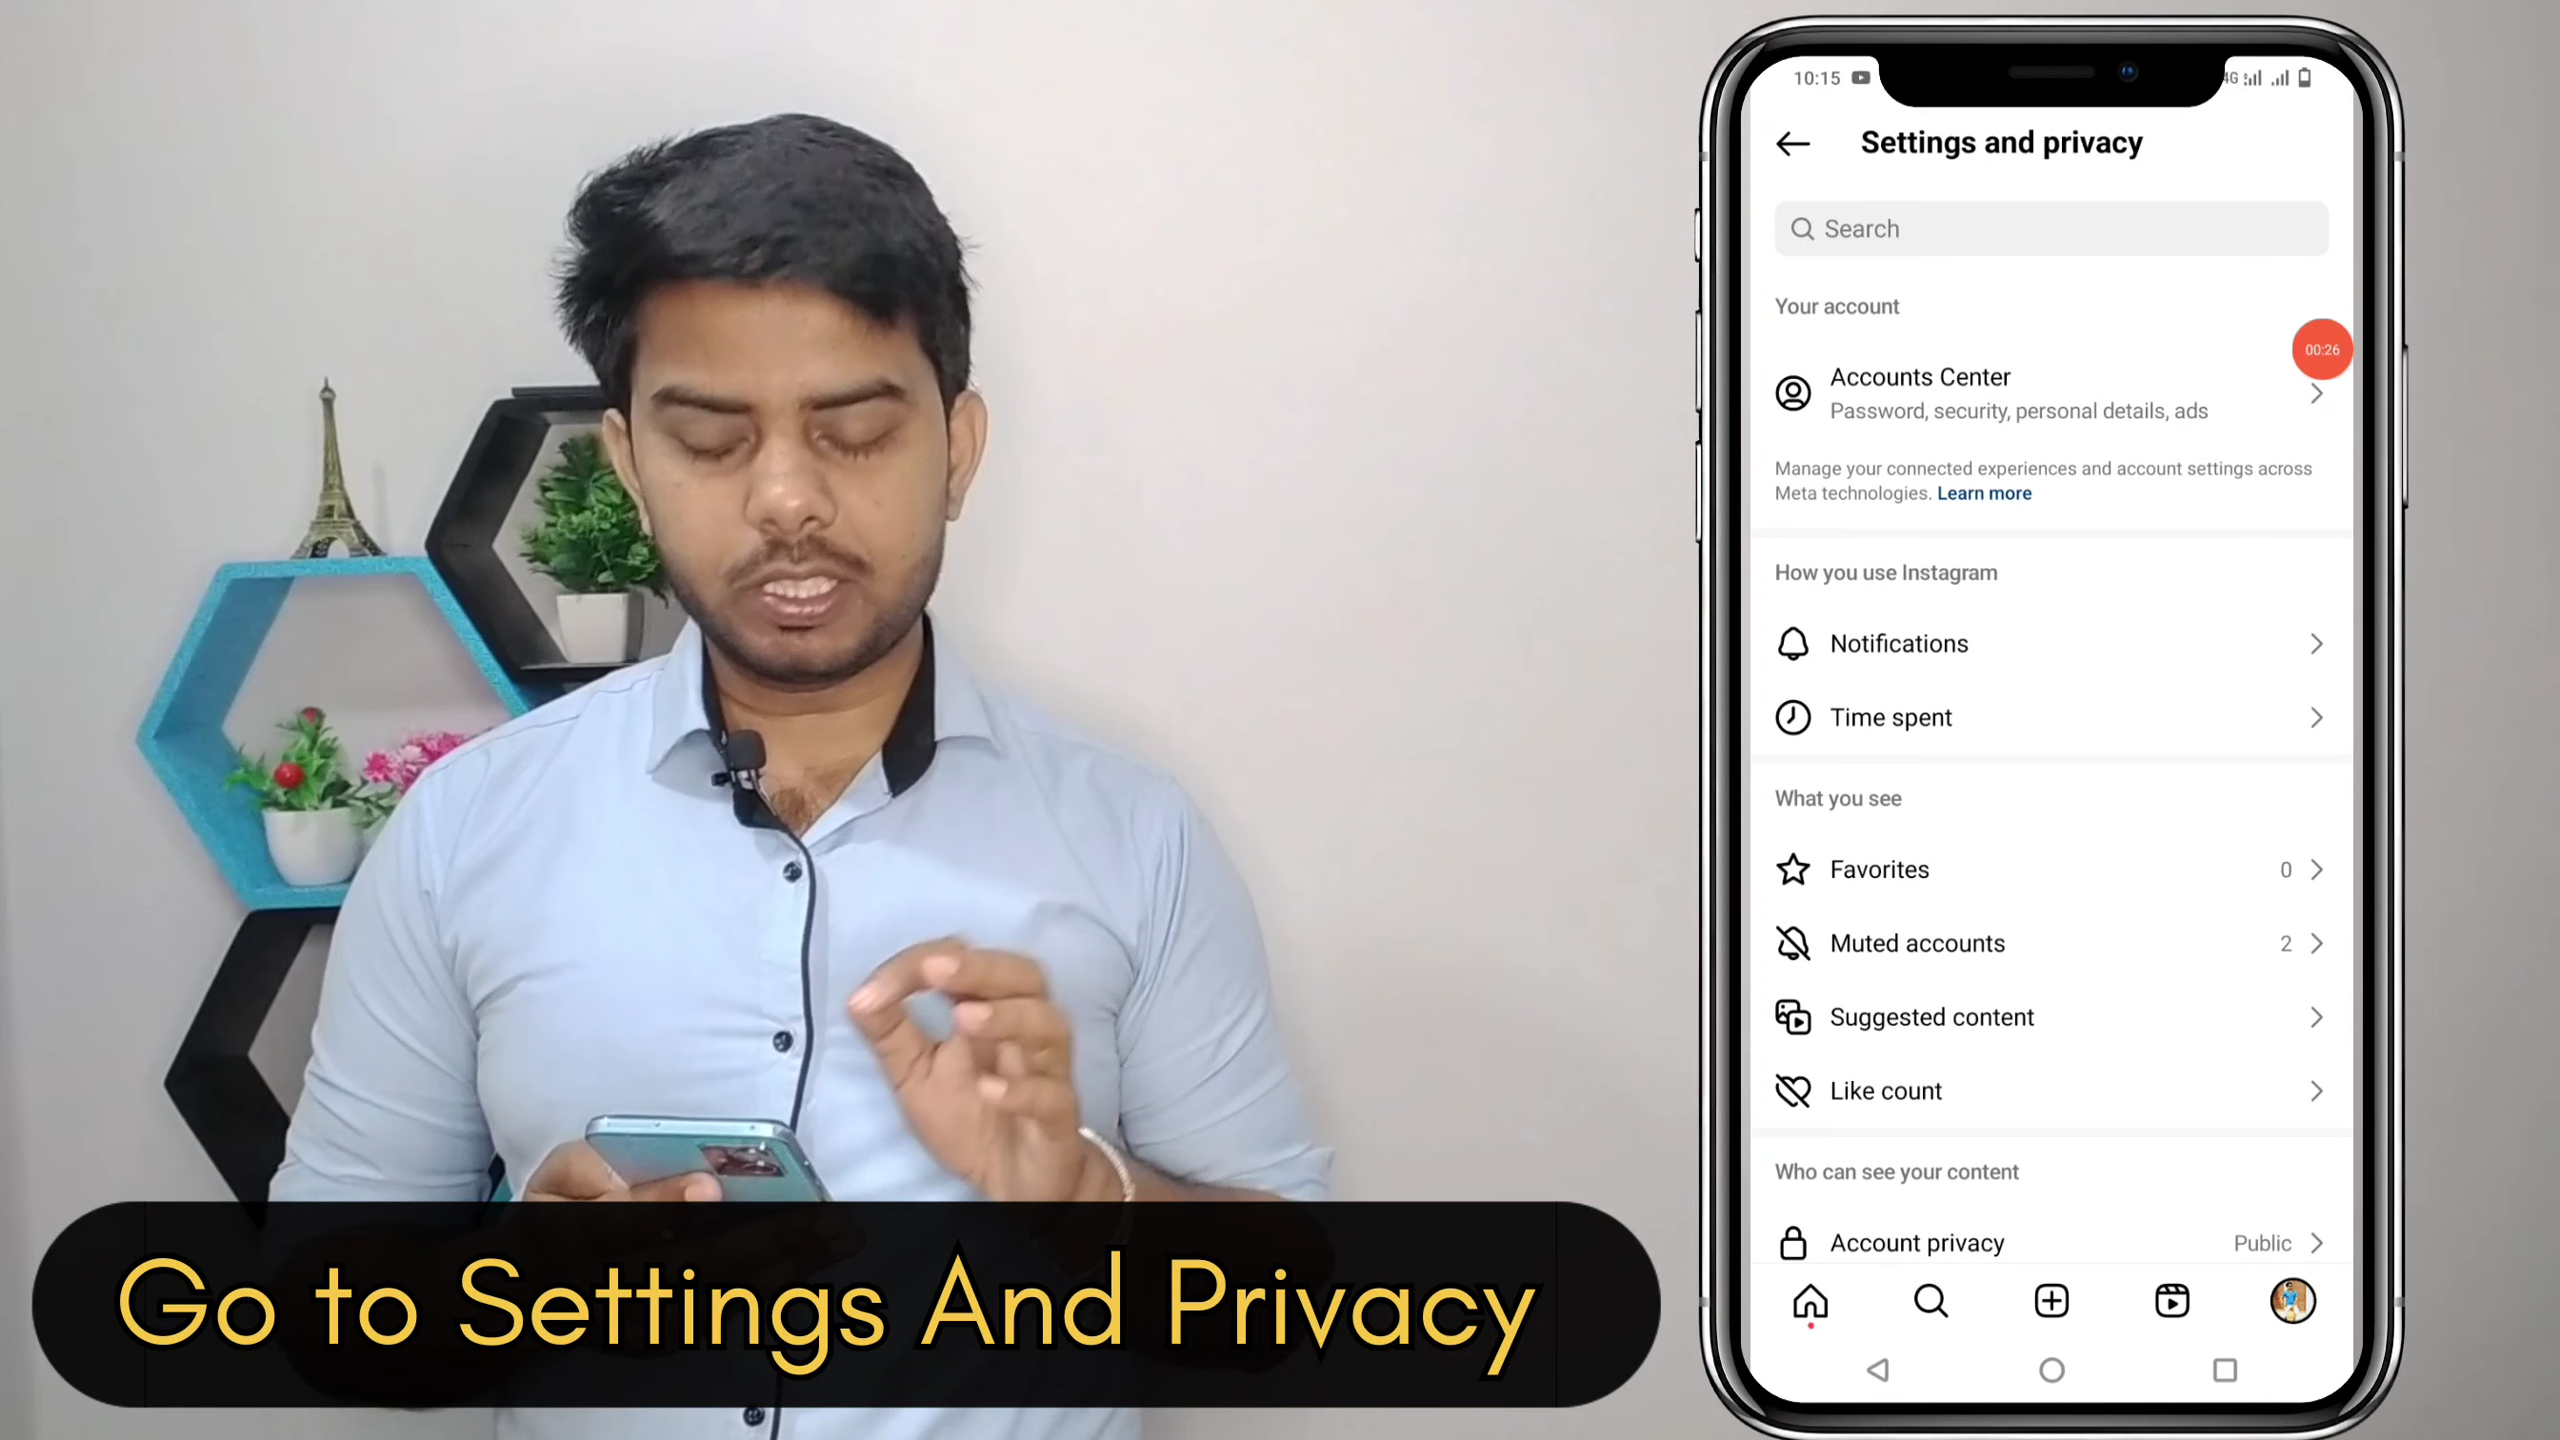 10:15
4G
Settings and privacy
Search
Your account
00:26
Accounts Center
Password, security, personal details, ads
Manage your connected experiences and account settings across
Meta technologies. Learn more
How you use Instagram
Notifications
Time spent
What you see
Favorites 0
Muted accounts 2
Suggested content
Like count
Who can see your content
Account privacy Public
Go to Settings And Privacy